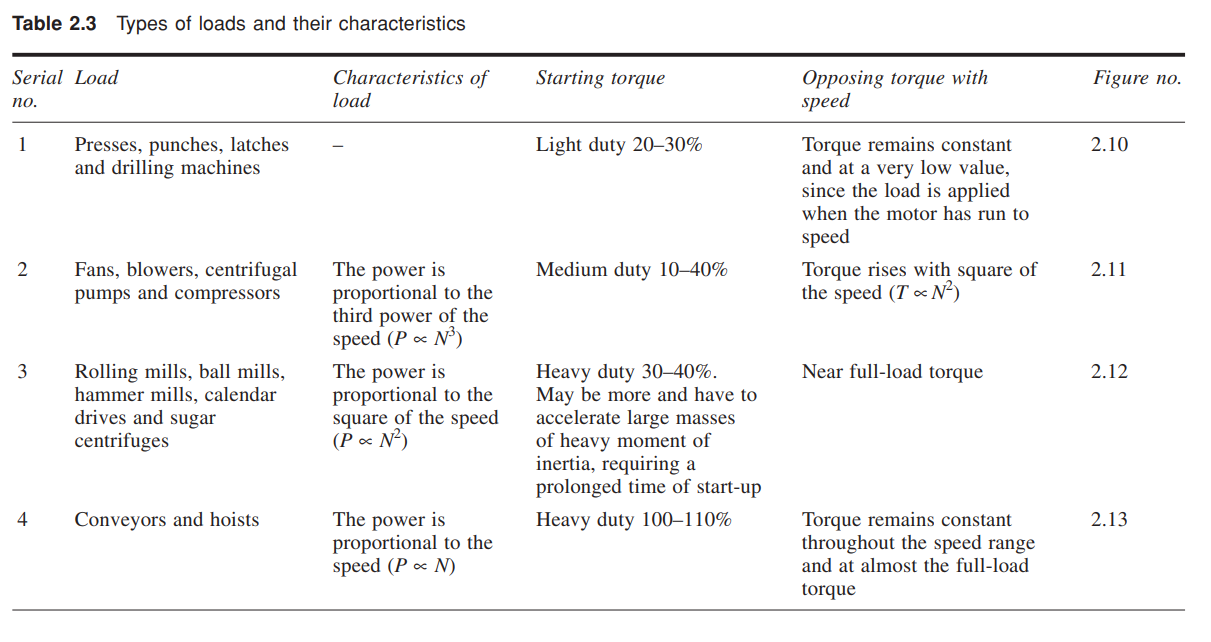 Table 2.3 Types of loads and their characteristics
Serial no. Load Characteristics of load Starting torque Opposing torque with speed Figure no.
1 Presses, punches, latches and drilling machines – Light duty 20–30% Torque remains constant and at a very low value, since the load is applied when the motor has run to speed 2.10
2 Fans, blowers, centrifugal pumps and compressors The power is proportional to the third power of the speed (P ∝ N³) Medium duty 10–40% Torque rises with square of the speed (T ∝ N²) 2.11
3 Rolling mills, ball mills, hammer mills, calendar drives and sugar centrifuges The power is proportional to the square of the speed (P ∝ N²) Heavy duty 30–40%. May be more and have to accelerate large masses of heavy moment of inertia, requiring a prolonged time of start-up Near full-load torque 2.12
4 Conveyors and hoists The power is proportional to the speed (P ∝ N) Heavy duty 100–110% Torque remains constant throughout the speed range and at almost the full-load torque 2.13